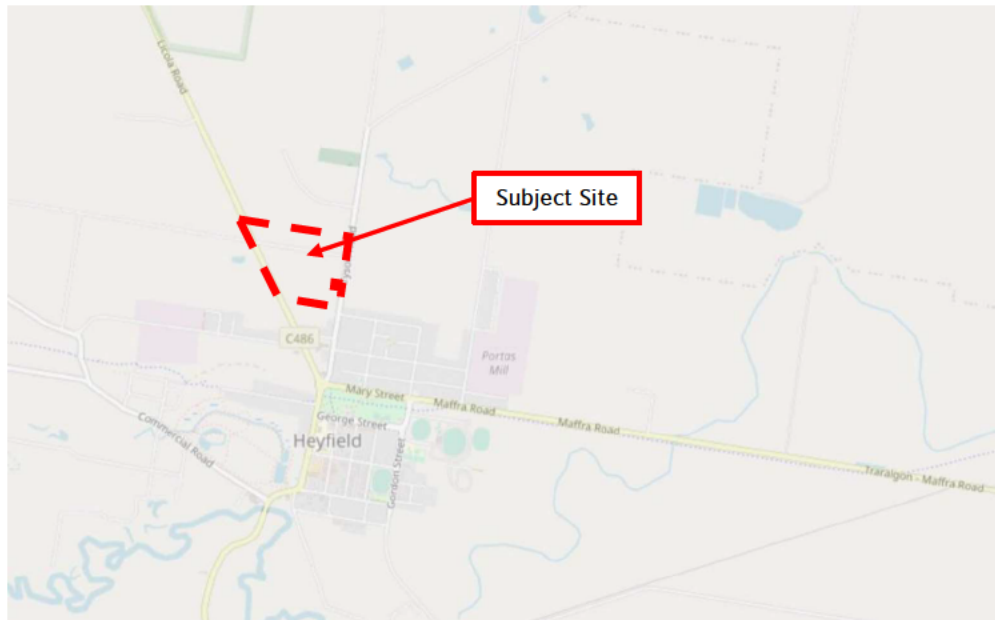 Licola Road
Subject Site
C486
Portas
Mill
Mary Street
Maffra Road
Maffra Road
George Street
Heyfield
Commercial Road
Gordon Street
Traralgon - Maffra Road